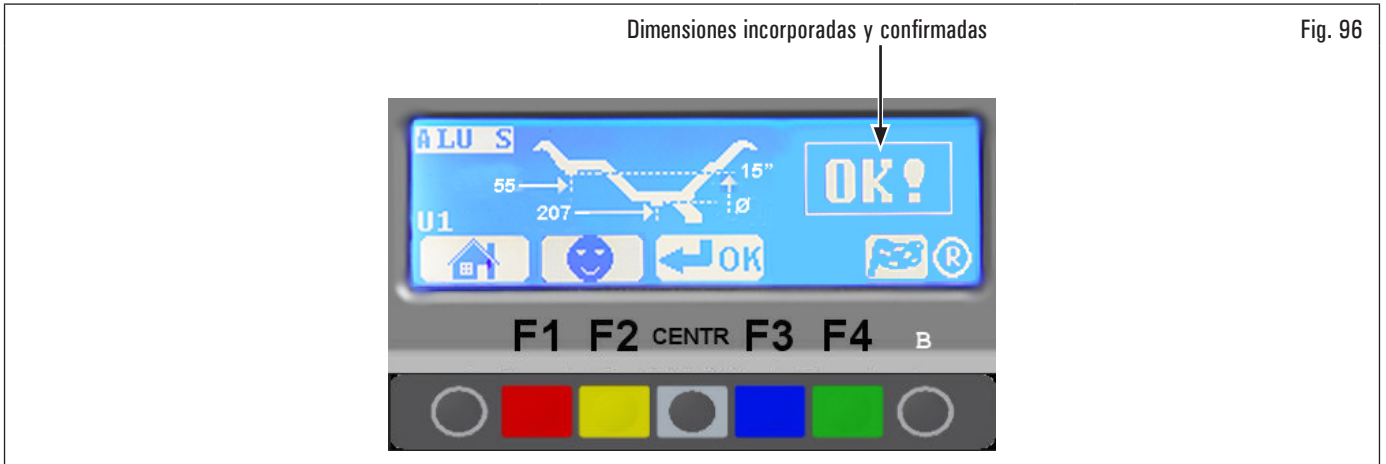 Dimensiones incorporadas y confirmadas
Fig. 96
ALU S
OK!
55
15”
207
Ø
U1
OK
®
F1 F2 CENTR F3 F4 B